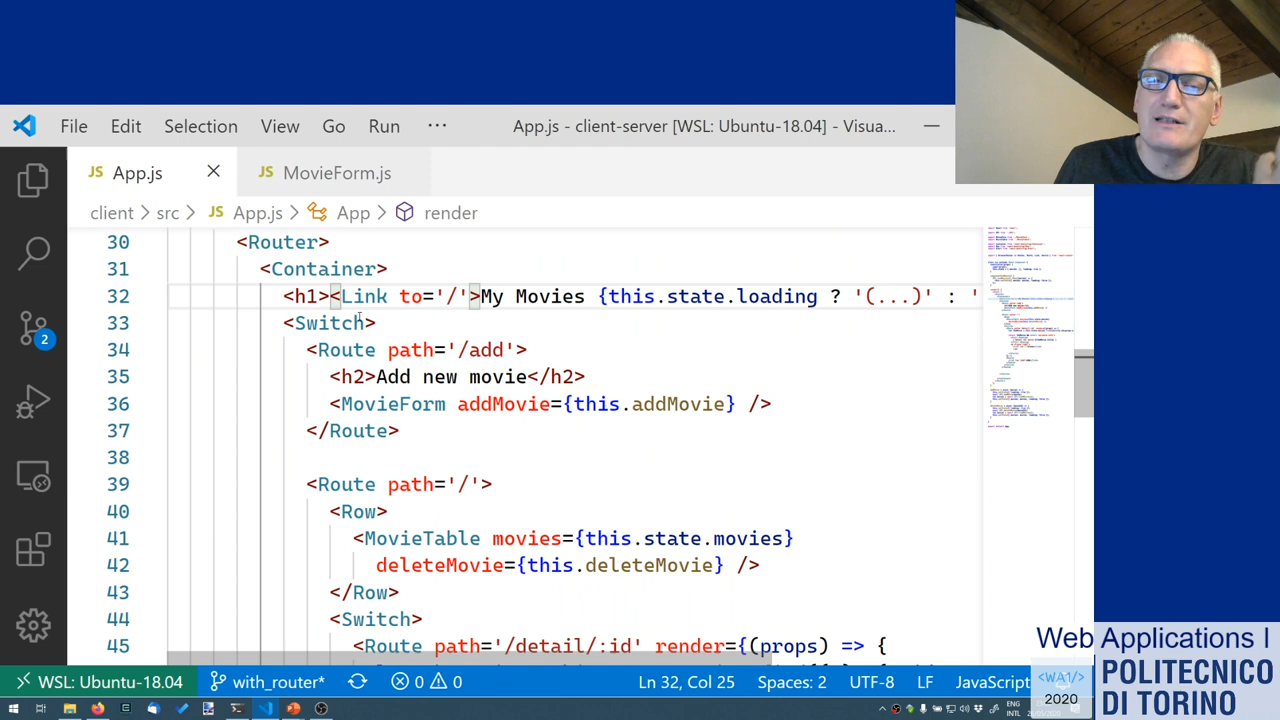 File Edit Selection View Go Run ··· App.js - client-server [WSL: Ubuntu-18.04] - Visua...
JS App.js JS MovieForm.js
client > src > JS App.js > App > render
30 <Router>
31 <Container>
32 <h1><Link to='/'>My Movies {this.state.loading ? '(...)' : '
33 <Switch>
34 <Route path='/add'>
35 <h2>Add new movie</h2>
36 <MovieForm addMovie={this.addMovie} />
37 </Route>
38
39 <Route path='/'>
40 <Row>
41 <MovieTable movies={this.state.movies}
42 deleteMovie={this.deleteMovie} />
43 </Row>
44 <Switch>
45 <Route path='/detail/:id' render={(props) => {
2
WSL: Ubuntu-18.04 with_router* 0 0 Ln 32, Col 25 Spaces: 2 UTF-8 LF JavaScript
Web Applications I
<WA1/>
2020
POLITECNICO
DI TORINO
ENG
INTL